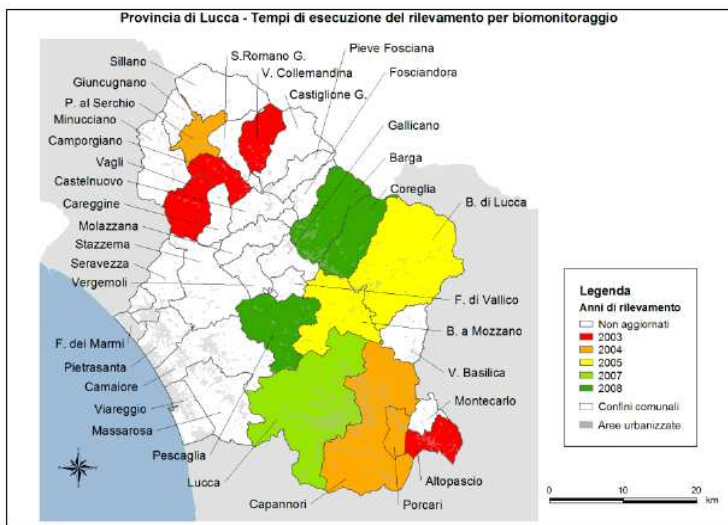 Provincia di Lucca - Tempi di esecuzione del rilevamento per biomonitoraggio
Pieve Fosciana
S.Romano G.
Sillano
Fosciandora
V. Collemandina
Giuncugnano
Castiglione G.
P. al Serchio
Minucciano
Gallicano
Camporgiano
Barga
Vagli
Castelnuovo
Coreglia
B. di Lucca
Careggine
Molazzana
Stazzema
Seravezza
Vergemoli
F. di Vallico
B. a Mozzano
F. dei Marmi
Pietrasanta
V. Basilica
Camaiore
Montecarlo
Viareggio
Massarosa
Pescaglia
Lucca
Altopascio
Capannori
Porcari
Legenda
Anni di rilevamento
Non aggiornati
2003
2004
2005
2007
2008
Confini comunali
Aree urbanizzate
0 10 20
km